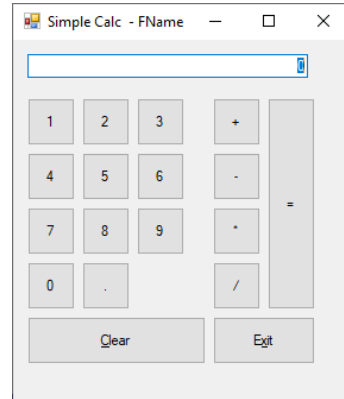 Simple Calc - FName
0
1 2 3 +
4 5 6 -
=
7 8 9 *
0 . /
Clear Exit